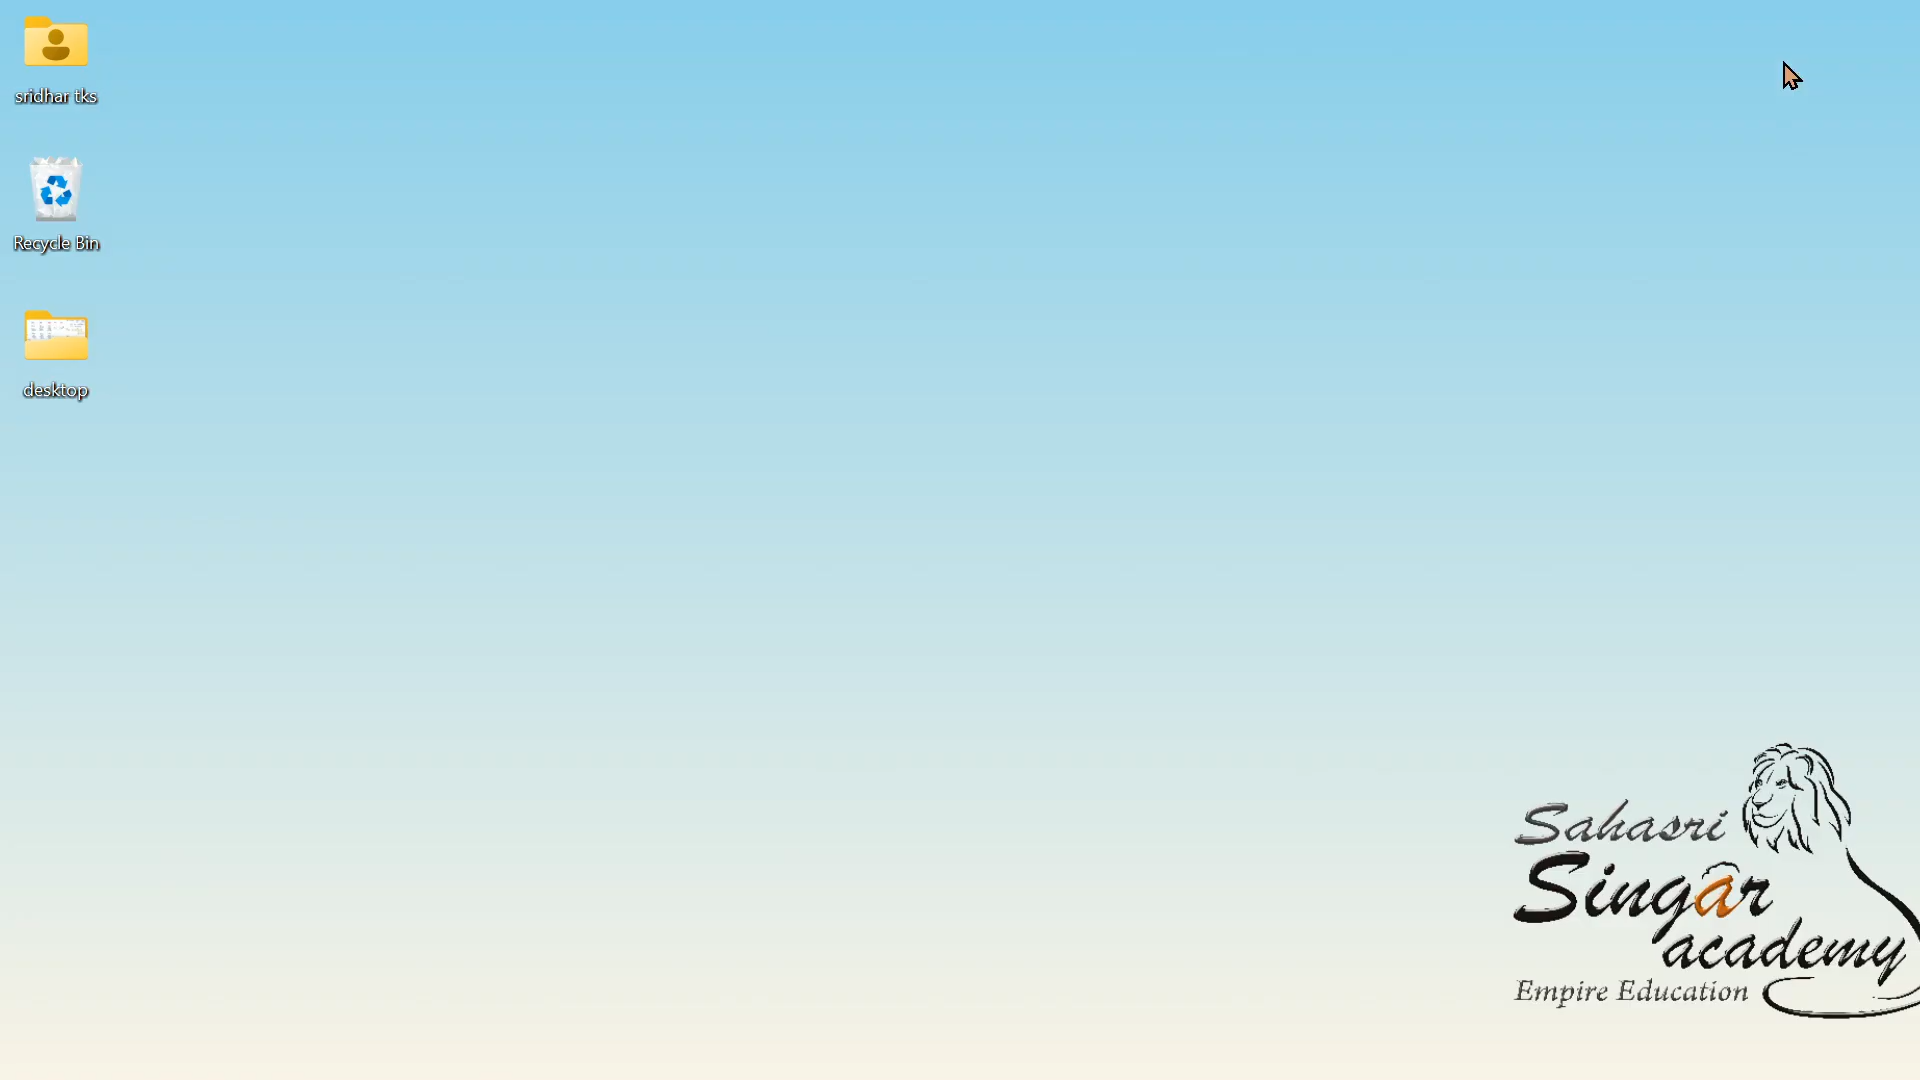 sridhar tks
Recycle Bin
desktop
Sahasri
Singar
academy
Empire Education